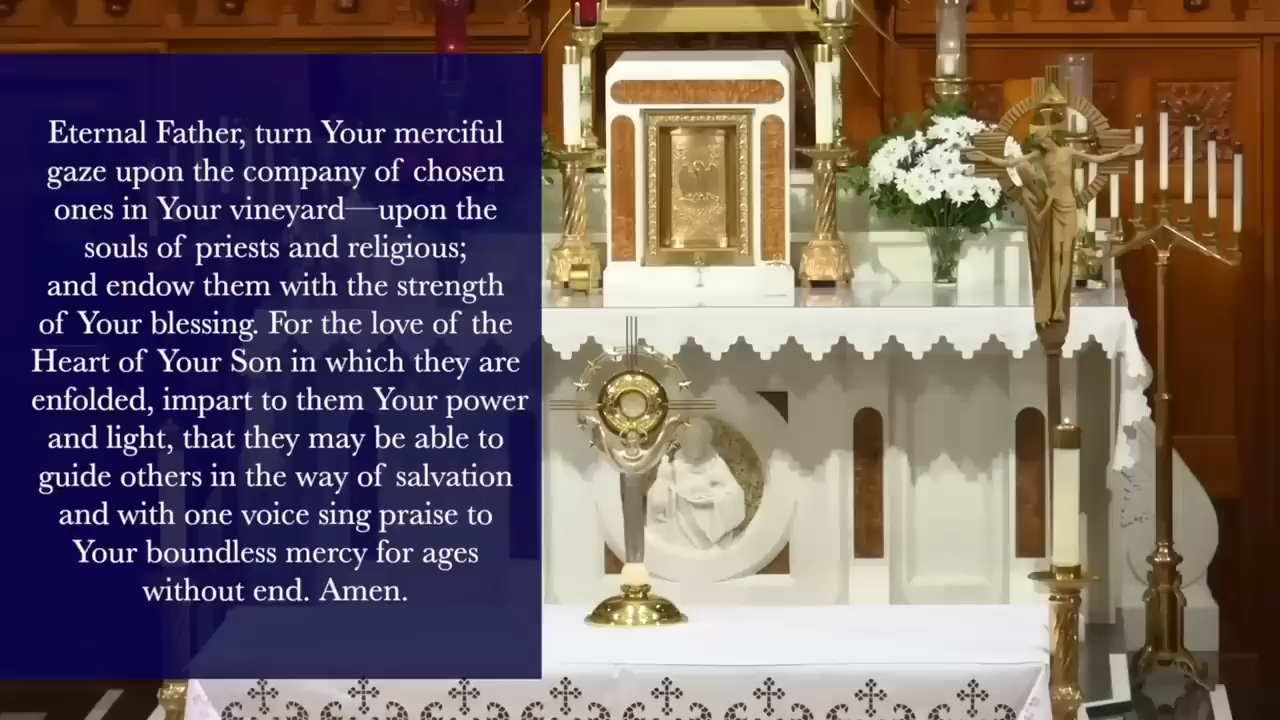 Eternal Father, turn Your merciful
gaze upon the company of chosen
ones in Your vineyard—upon the
souls of priests and religious;
and endow them with the strength
of Your blessing. For the love of the
Heart of Your Son in which they are
enfolded, impart to them Your power
and light, that they may be able to
guide others in the way of salvation
and with one voice sing praise to
Your boundless mercy for ages
without end. Amen.